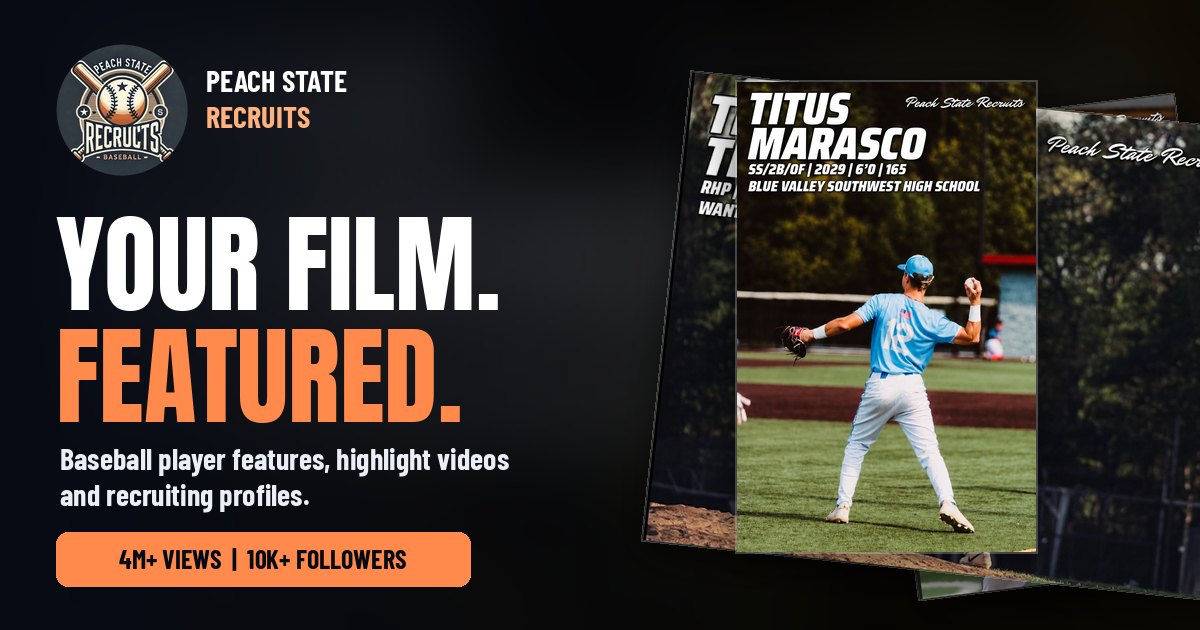 PEACH STATE
RECRUCTS
BASEBALL
S
PEACH STATE
RECRUITS
YOUR FILM.
FEATURED.
Baseball player features, highlight videos
and recruiting profiles.
4M+ VIEWS | 10K+ FOLLOWERS
RHP
TITUS
MARASCO
Peach State Recruits
SS/2B/OF | 2029 | 6'0 | 165
BLUE VALLEY SOUTHWEST HIGH SCHOOL
12
Peach State